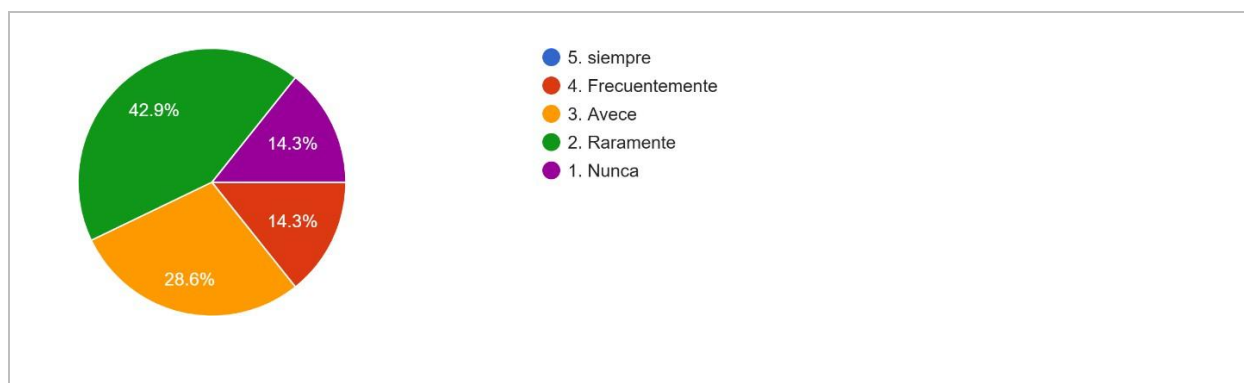 42.9%
14.3%
14.3%
28.6%
5. siempre
4. Frecuentemente
3. Avece
2. Raramente
1. Nunca